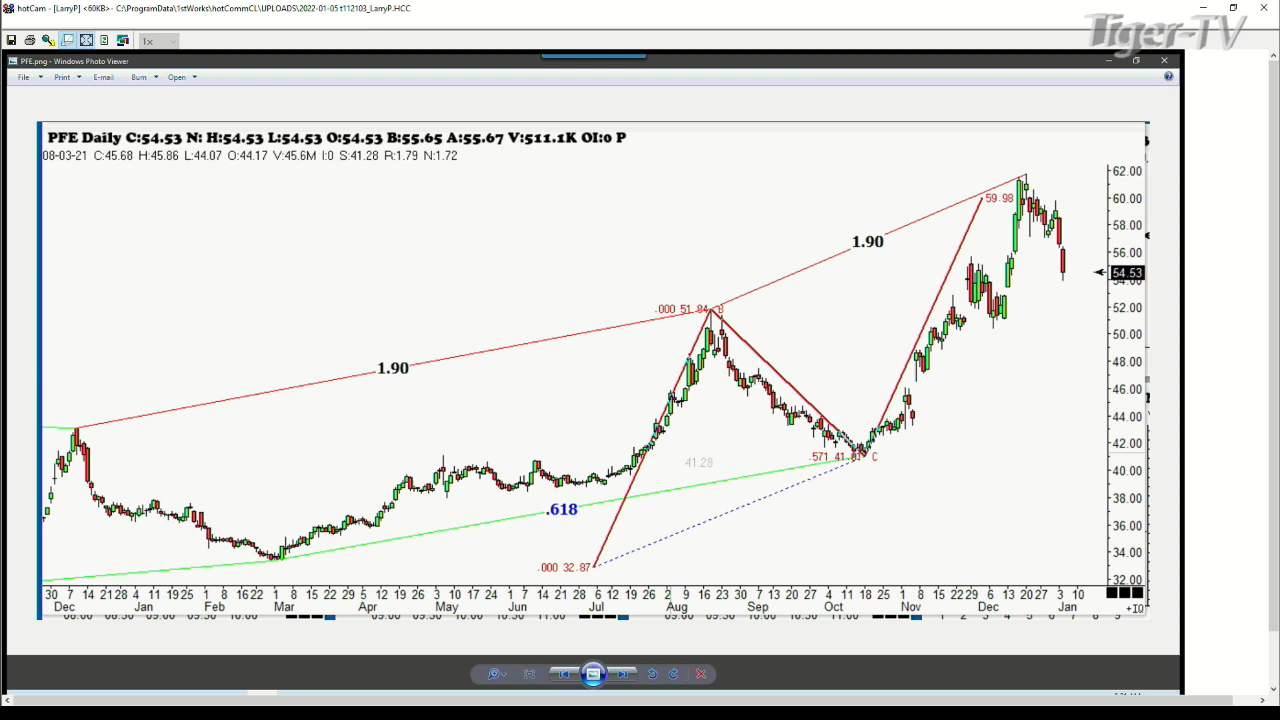 hotCam - [LarryP] <60KB> - C:\ProgramData\1stWorks\hotCommCL\UPLOADS\2022-01-05 t112103_LarryP.HCC
Tiger-TV
1x
PFE.png - Windows Photo Viewer
File Print E-mail Burn Open
PFE Daily C:54.53 N: H:54.53 L:54.53 O:54.53 B:55.65 A:55.67 V:511.1K OI:0 P
08-03-21 C:45.68 H:45.86 L:44.07 O:44.17 V:45.6M I:0 S:41.28 R:1.79 N:1.72
62.00
60.00
59.98
58.00
1.90
56.00
54.53
54.00
52.00
.000 51.84 B
50.00
48.00
1.90
46.00
44.00
42.00
.571 41.01 C
41.28
40.00
38.00
.618
36.00
34.00
.000 32.87
32.00
30 7 14 21 28 4 11 19 25 1 8 16 22 1 8 15 22 29 5 12 19 26 3 10 17 24 1 7 14 21 28 6 12 19 26 2 9 16 23 30 7 13 20 27 4 11 18 25 1 8 15 22 29 6 13 20 27 3 10
Dec Jan Feb Mar Apr May Jun Jul Aug Sep Oct Nov Dec Jan
+10